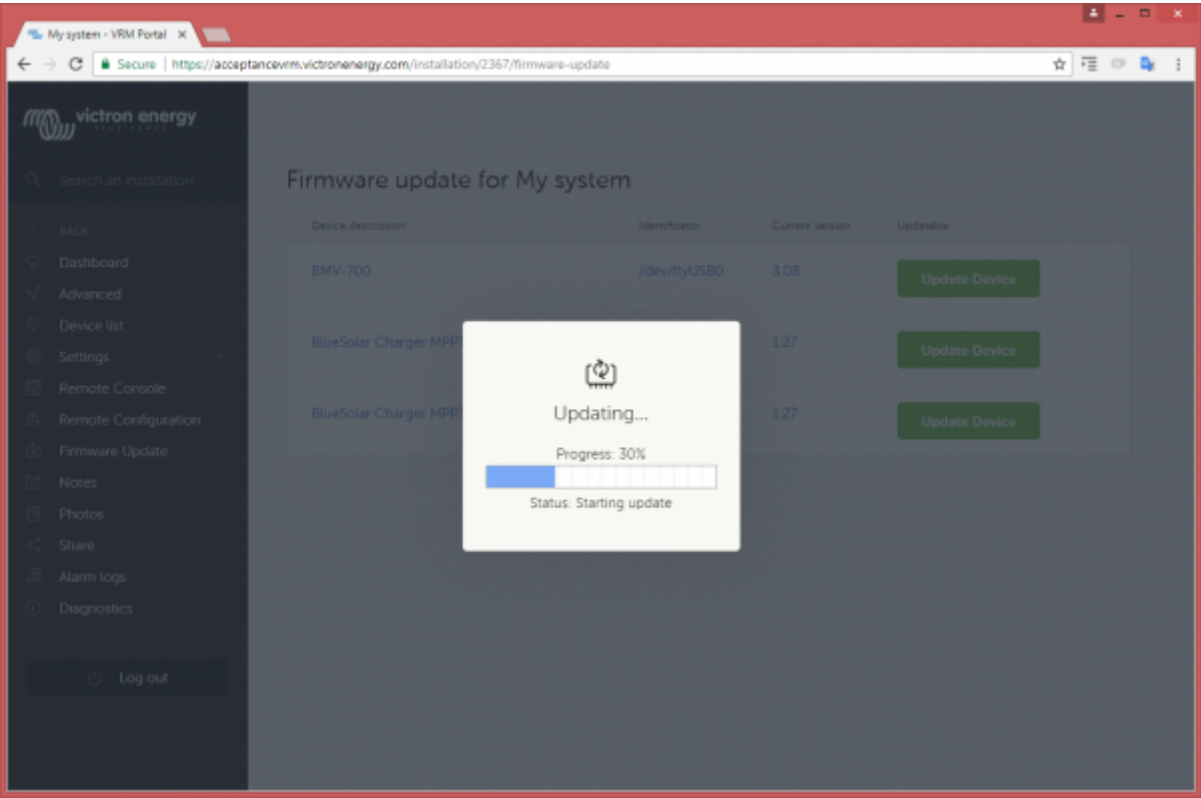 My system - VRM Portal
Secure https://acceptancevrm.victronenergy.com/installation/2367/firmware-update
victron energy
BLUE POWER
Search an installation
BACK
Dashboard
Advanced
Device list
Settings
Remote Console
Remote Configuration
Firmware Update
Notes
Photos
Share
Alarm logs
Diagnostics
Log out
Firmware update for My system
Device description Identificator Current version Updatable
BMV-700 /dev/ttyUSB0 3.08 Update Device
BlueSolar Charger MPPT 1.27 Update Device
BlueSolar Charger MPPT 1.27 Update Device
Updating...
Progress: 30%
Status: Starting update